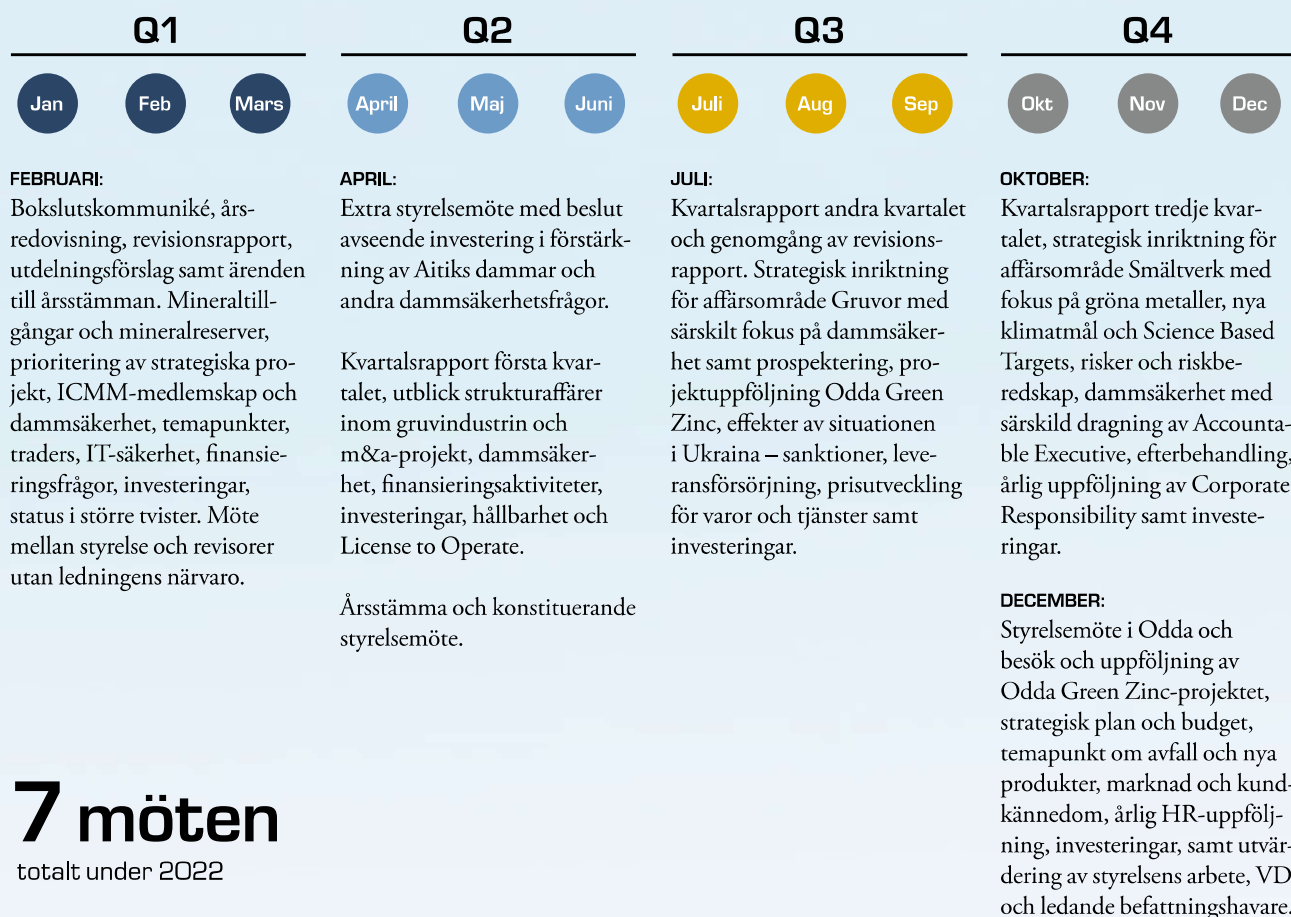 Q1
Jan
Feb
Mars
FEBRUARI:
Bokslutskommuniké, års-
redovisning, revisionsrapport,
utdelningsförslag samt ärenden
till årsstämman. Mineraltill-
gångar och mineralreserver,
prioritering av strategiska pro-
jekt, ICMM-medlemskap och
dammsäkerhet, temapunkter,
traders, IT-säkerhet, finansie-
ringsfrågor, investeringar,
status i större tvister. Möte
mellan styrelse och revisorer
utan ledningens närvaro.
Q2
April
Maj
Juni
APRIL:
Extra styrelsemöte med beslut
avseende investering i förstärk-
ning av Aitiks dammar och
andra dammsäkerhetsfrågor.
Kvartalsrapport första kvar-
talet, utblick strukturaffärer
inom gruvindustrin och
m&a-projekt, dammsäker-
het, finansieringsaktiviteter,
investeringar, hållbarhet och
License to Operate.
Årsstämma och konstituerande
styrelsemöte.
Q3
Juli
Aug
Sep
JULI:
Kvartalsrapport andra kvartalet
och genomgång av revisions-
rapport. Strategisk inriktning
för affärsområde Gruvor med
särskilt fokus på dammsäker-
het samt prospektering, pro-
jektuppföljning Odda Green
Zinc, effekter av situationen
i Ukraina – sanktioner, leve-
ransförsörjning, prisutveckling
för varor och tjänster samt
investeringar.
Q4
Okt
Nov
Dec
OKTOBER:
Kvartalsrapport tredje kvar-
talet, strategisk inriktning för
affärsområde Smältverk med
fokus på gröna metaller, nya
klimatmål och Science Based
Targets, risker och riskbe-
redskap, dammsäkerhet med
särskild dragning av Accounta-
ble Executive, efterbehandling,
årlig uppföljning av Corporate
Responsibility samt investe-
ringar.
DECEMBER:
Styrelsemöte i Odda och
besök och uppföljning av
Odda Green Zinc-projektet,
strategisk plan och budget,
temapunkt om avfall och nya
produkter, marknad och kund-
kännedom, årlig HR-uppfölj-
ning, investeringar, samt utvär-
dering av styrelsens arbete, VD
och ledande befattningshavare.
7 möten
totalt under 2022